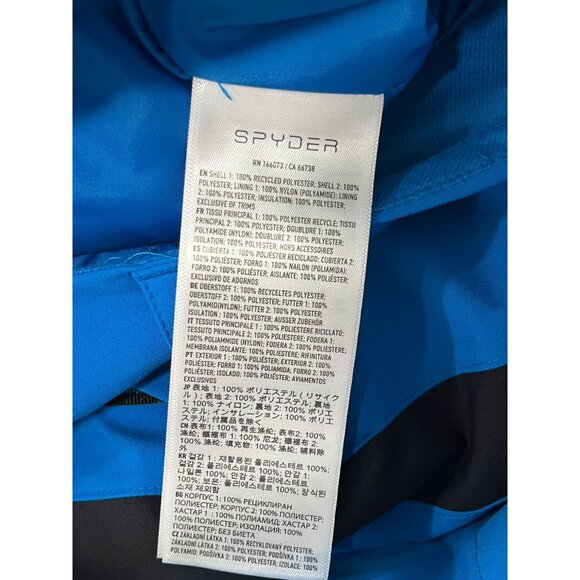 SPYDER
RN 166073 / CA 66738
EN SHELL 1: 100% RECYCLED POLYESTER; SHELL 2: 100%
POLYESTER; LINING 1: 100% NYLON (POLYAMIDE); LINING
2: 100% POLYESTER; INSULATION: 100% POLYESTER;
EXCLUSIVE OF TRIMS
FR TISSU PRINCIPAL 1: 100% POLYESTER RECYCLE; TISSU
PRINCIPAL 2: 100% POLYESTER; DOUBLURE 1: 100%
POLYAMIDE (NYLON); DOUBLURE 2: 100% POLYESTER;
ISOLATION: 100% POLYESTER; HORS ACCESSOIRES
ES CUBIERTA 1: 100% POLIÉSTER RECICLADO; CUBIERTA 2:
100% POLIÉSTER; FORRO 1: 100% NAILON (POLIAMIDA);
FORRO 2: 100% POLIÉSTER; AISLANTE: 100% POLIÉSTER;
EXCLUSIVO DE ADORNOS
DE OBERSTOFF 1: 100% RECYCELTES POLYESTER;
OBERSTOFF 2: 100% POLYESTER; FUTTER 1: 100%
POLYAMID(NYLON); FUTTER 2: 100% POLYESTER;
ISOLATION : 100% POLYESTER; AUSSER ZUBEHÖR
IT TESSUTO PRINCIPALE 1 : 100% POLIESTERE RICICLATO;
TESSUTO PRINCIPALE 2: 100% POLIESTERE; FODERA 1:
100% POLIAMMIDE (NYLON); FODERA 2: 100% POLIESTERE;
MEMBRANA ISOLANTE: 100% POLIESTERE; RIFINITURA
PT EXTERIOR 1 : 100% POLIÉSTER RECICLADO; EXTERIOR 2:
100% POLIÉSTER; FORRO 1: 100% POLIAMIDA; FORRO 2: 100%
POLIÉSTER; ISOLADO: 100% POLIÉSTER; AVIAMENTOS
EXCLUSIVOS
JP 表地 1: 100% ポリエステル ( リサイク
ル ) ; 表地 2: 100% ポリエステル; 裏地
1: 100% ナイロン; 裏地 2: 100% ポリエ
ステル; インサレーション: 100% ポリエ
ステル; 付属品を除く
CN 表布1: 100% 再生涤纶; 表布2: 100%
涤纶; 襯裡布 1: 100% 尼龙; 襯裡布 2:
100% 涤纶; 填充物: 100% 涤纶; 辅料除
外
KR 겉감 1 : 재활용된 폴리에스테르 100%;
겉감 2: 폴리에스테르 100%; 안감 1:
나일론 100%; 안감 2: 폴리에스테르
100%; 보온: 폴리에스테르 100%; 장식된
소재 제외함
BG КОРПУС 1: 100% РЕЦИКЛИРАН
ПОЛИЕСТЕР; КОРПУС 2: 100% ПОЛИЕСТЕР;
ХАСТАР 1 : 100% ПОЛИАМИД; ХАСТАР 2:
100% ПОЛИЕСТЕР; ИЗОЛАЦИЯ: 100%
ПОЛИЕСТЕР; БЕЗ БИЕТА
CZ ZÁKLADNÍ LÁTKA 1: 100% RECYKLOVANÝ POLYESTER;
ZÁKLADNÍ LÁTKA 2: 100% POLYESTER; PODŠÍVKA 1: 100%
POLYAMID; PODŠÍVKA 2: 100% POLYESTER; IZOLACE: 100%